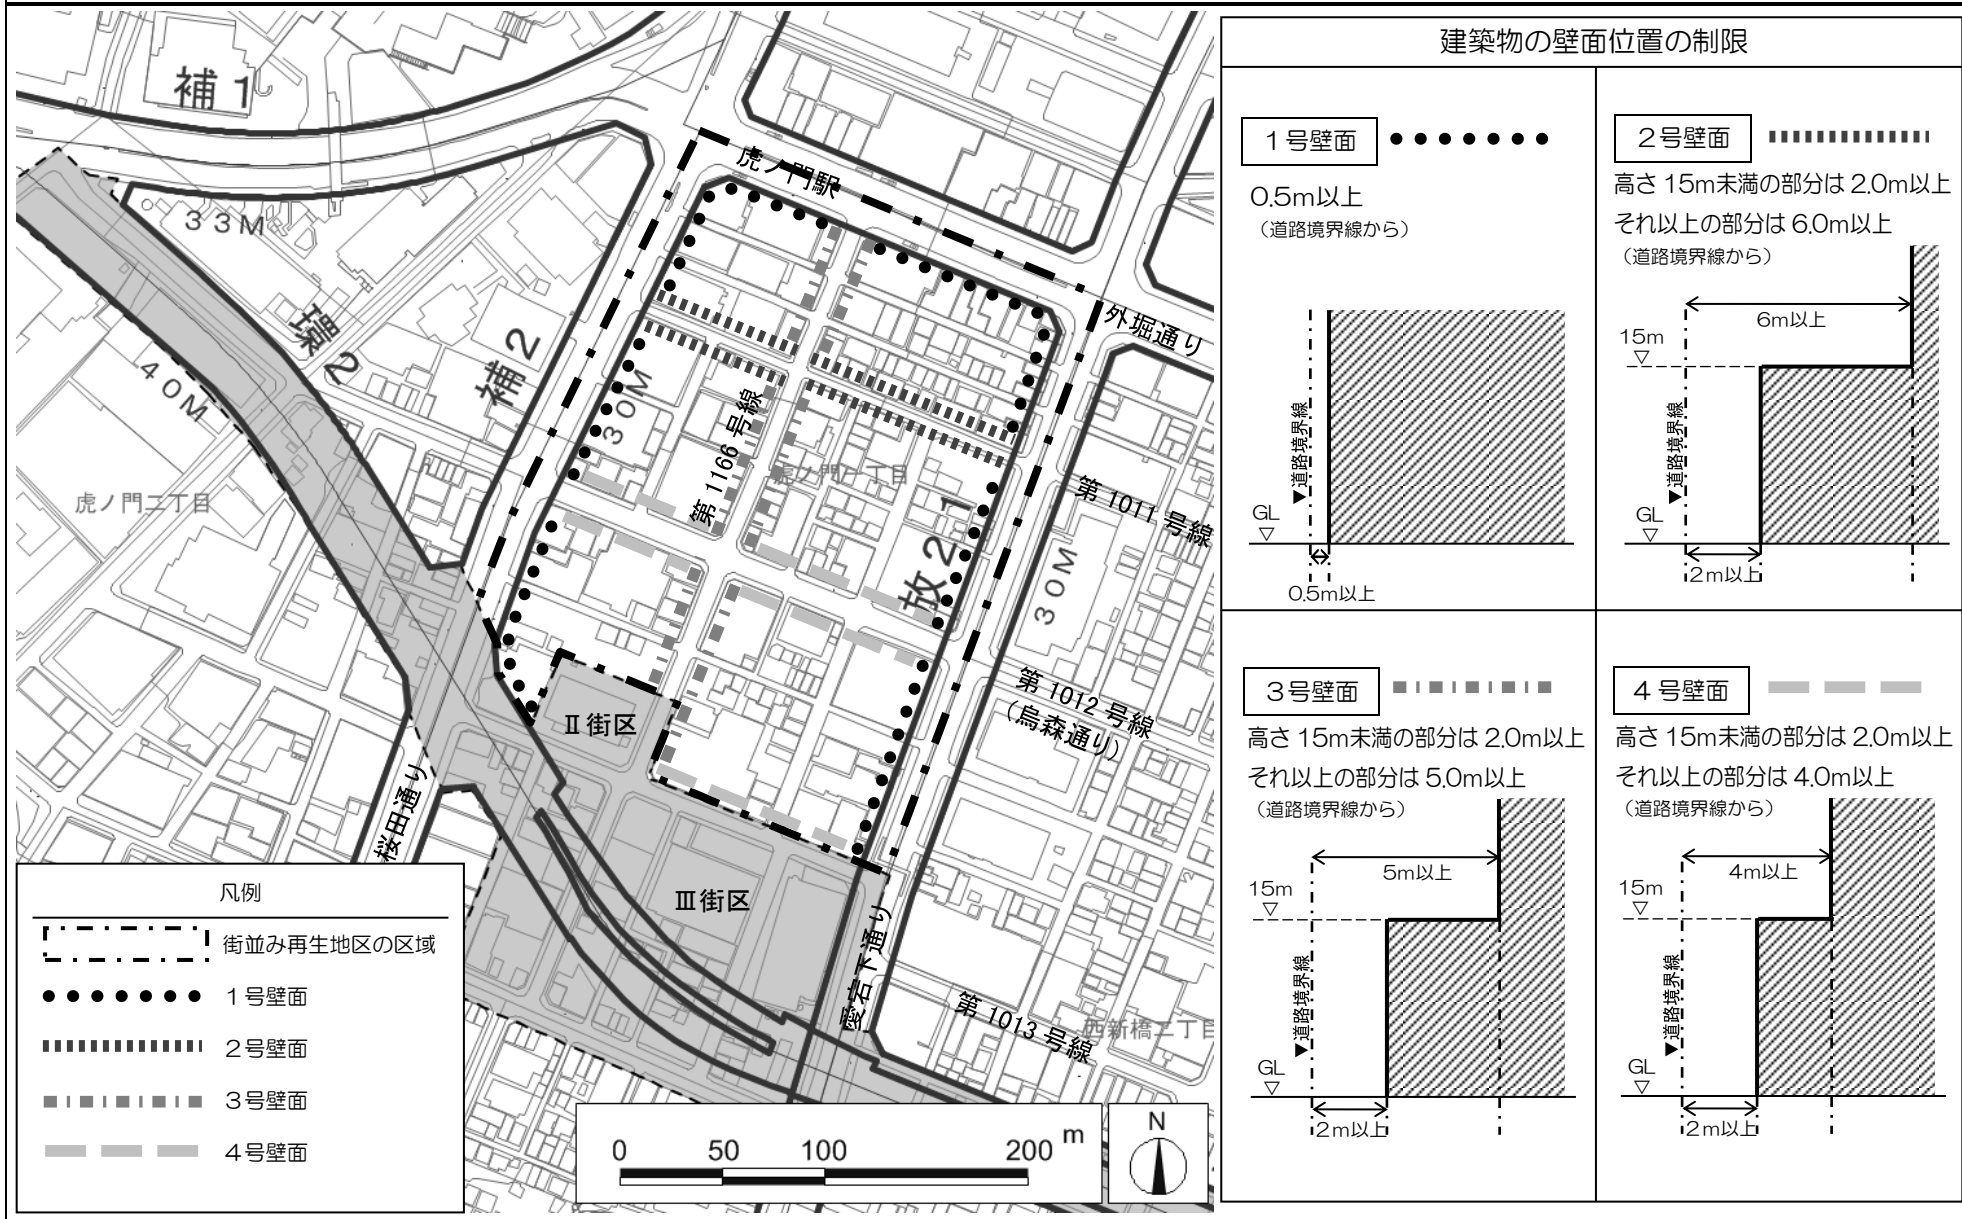 補1
33M
環2
40M
補2
虎ノ門駅
外堀通り
30M
第1166号線
虎ノ門一丁目
虎ノ門二丁目
放21
30M
第1011号線
第1012号線
(烏森通り)
第1013号線
西新橋二丁目
桜田通り
愛宕下通り
Ⅱ街区
Ⅲ街区
凡例
街並み再生地区の区域
1号壁面
2号壁面
3号壁面
4号壁面
0 50 100 200 m
N
建築物の壁面位置の制限
1号壁面
0.5m以上
(道路境界線から)
▼道路境界線
GL
▽
0.5m以上
2号壁面
高さ15m未満の部分は2.0m以上
それ以上の部分は6.0m以上
(道路境界線から)
6m以上
15m
▽
▼道路境界線
GL
▽
2m以上
3号壁面
高さ15m未満の部分は2.0m以上
それ以上の部分は5.0m以上
(道路境界線から)
5m以上
15m
▽
▼道路境界線
GL
▽
2m以上
4号壁面
高さ15m未満の部分は2.0m以上
それ以上の部分は4.0m以上
(道路境界線から)
4m以上
15m
▽
▼道路境界線
GL
▽
2m以上